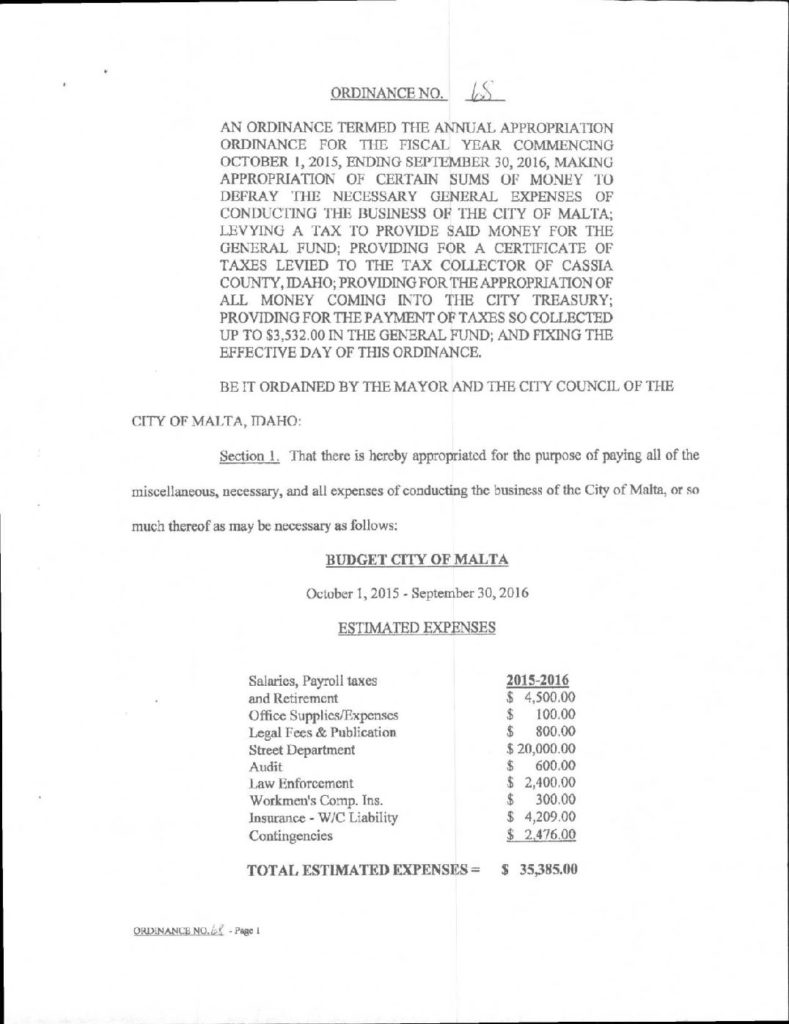 ORDINANCE NO. 68
AN ORDINANCE TERMED THE ANNUAL APPROPRIATION
ORDINANCE FOR THE FISCAL YEAR COMMENCING
OCTOBER 1, 2015, ENDING SEPTEMBER 30, 2016, MAKING
APPROPRIATION OF CERTAIN SUMS OF MONEY TO
DEFRAY THE NECESSARY GENERAL EXPENSES OF
CONDUCTING THE BUSINESS OF THE CITY OF MALTA;
LEVYING A TAX TO PROVIDE SAID MONEY FOR THE
GENERAL FUND; PROVIDING FOR A CERTIFICATE OF
TAXES LEVIED TO THE TAX COLLECTOR OF CASSIA
COUNTY, IDAHO; PROVIDING FOR THE APPROPRIATION OF
ALL MONEY COMING INTO THE CITY TREASURY;
PROVIDING FOR THE PAYMENT OF TAXES SO COLLECTED
UP TO $3,532.00 IN THE GENERAL FUND; AND FIXING THE
EFFECTIVE DAY OF THIS ORDINANCE.
BE IT ORDAINED BY THE MAYOR AND THE CITY COUNCIL OF THE
CITY OF MALTA, IDAHO:
Section 1. That there is hereby appropriated for the purpose of paying all of the
miscellaneous, necessary, and all expenses of conducting the business of the City of Malta, or so
much thereof as may be necessary as follows:
BUDGET CITY OF MALTA
October 1, 2015 - September 30, 2016
ESTIMATED EXPENSES
Salaries, Payroll taxes 2015-2016
and Retirement $ 4,500.00
Office Supplies/Expenses $ 100.00
Legal Fees & Publication $ 800.00
Street Department $ 20,000.00
Audit $ 600.00
Law Enforcement $ 2,400.00
Workmen's Comp. Ins. $ 300.00
Insurance - W/C Liability $ 4,209.00
Contingencies $ 2,476.00
TOTAL ESTIMATED EXPENSES = $ 35,385.00
ORDINANCE NO. 68 - Page 1